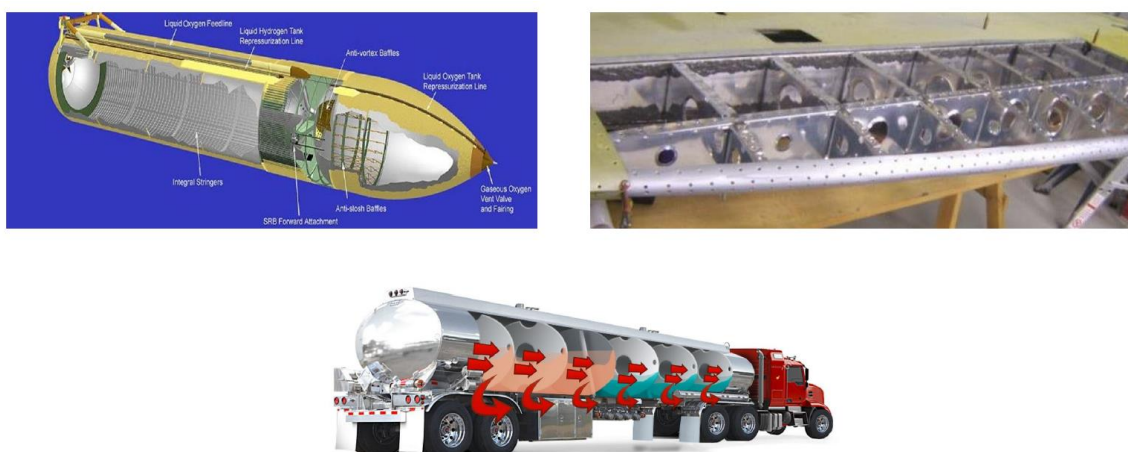 Liquid Oxygen Feedline
Liquid Hydrogen Tank
Repressurization Line
Anti-vortex Baffles
Liquid Oxygen Tank
Repressurization Line
Integral Stringers
Anti-slosh Baffles
SRB Forward Attachment
Gaseous Oxygen
Vent Valve
and Fairing